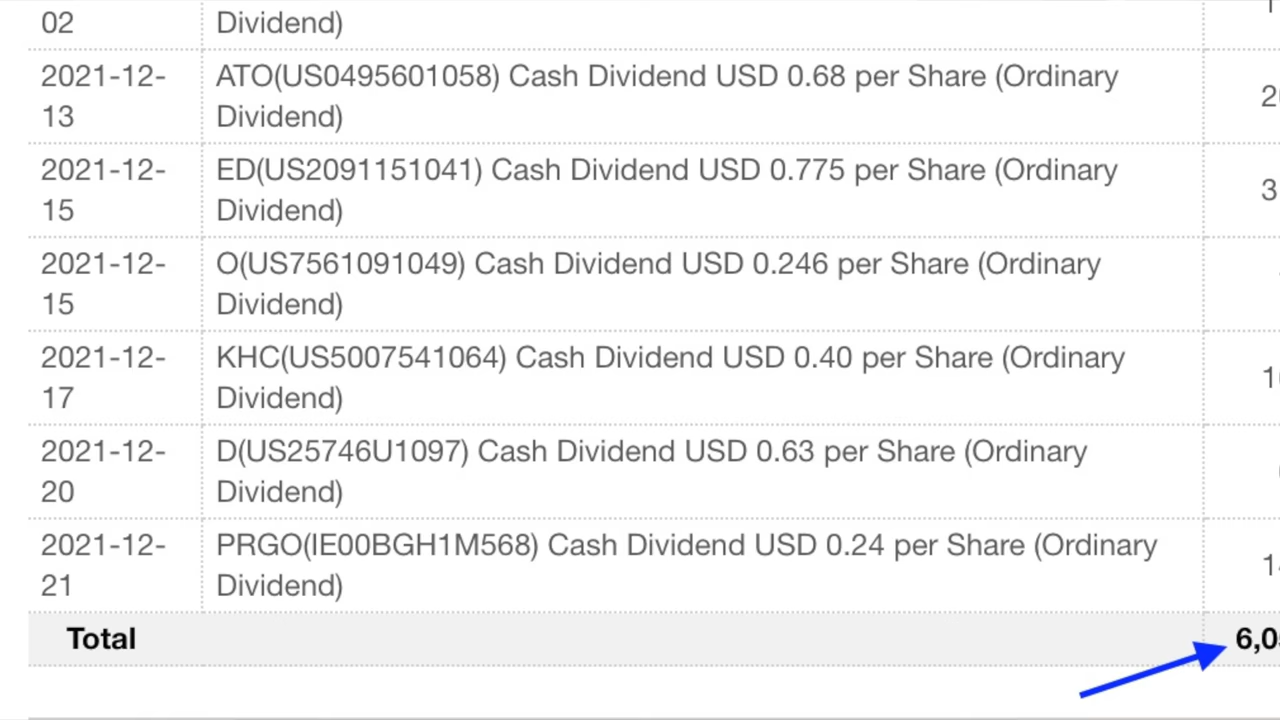 02 Dividend)
2021-12- ATO(US0495601058) Cash Dividend USD 0.68 per Share (Ordinary
13 Dividend)
2021-12- ED(US2091151041) Cash Dividend USD 0.775 per Share (Ordinary
15 Dividend)
2021-12- O(US7561091049) Cash Dividend USD 0.246 per Share (Ordinary
15 Dividend)
2021-12- KHC(US5007541064) Cash Dividend USD 0.40 per Share (Ordinary
17 Dividend)
2021-12- D(US25746U1097) Cash Dividend USD 0.63 per Share (Ordinary
20 Dividend)
2021-12- PRGO(IE00BGH1M568) Cash Dividend USD 0.24 per Share (Ordinary
21 Dividend)
Total